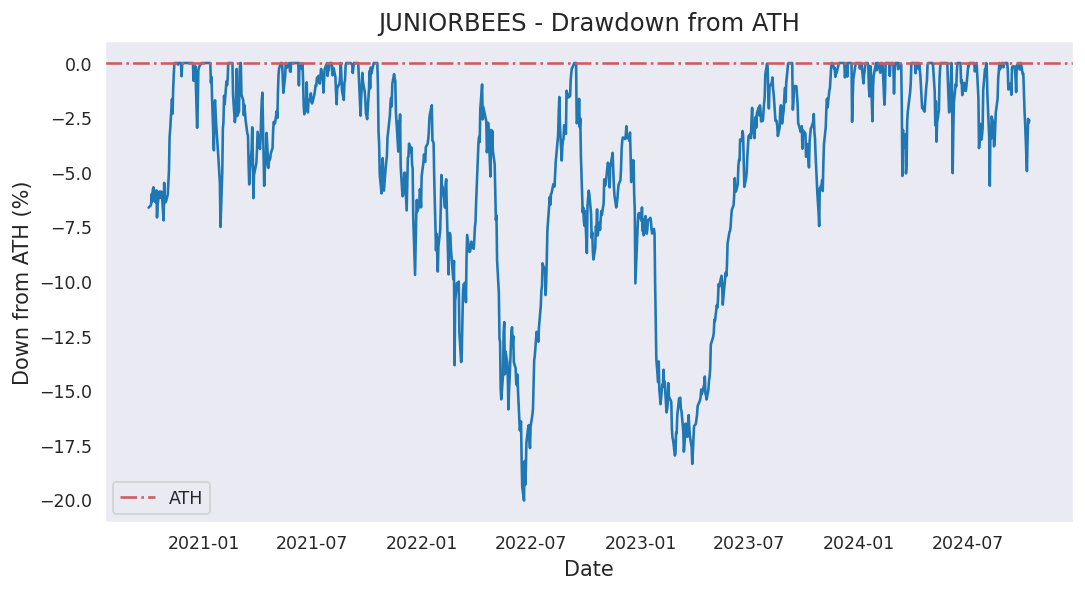 JUNIORBEES - Drawdown from ATH
Down from ATH (%)
0.0
−2.5
−5.0
−7.5
−10.0
−12.5
−15.0
−17.5
−20.0
ATH
2021-01 2021-07 2022-01 2022-07 2023-01 2023-07 2024-01 2024-07
Date